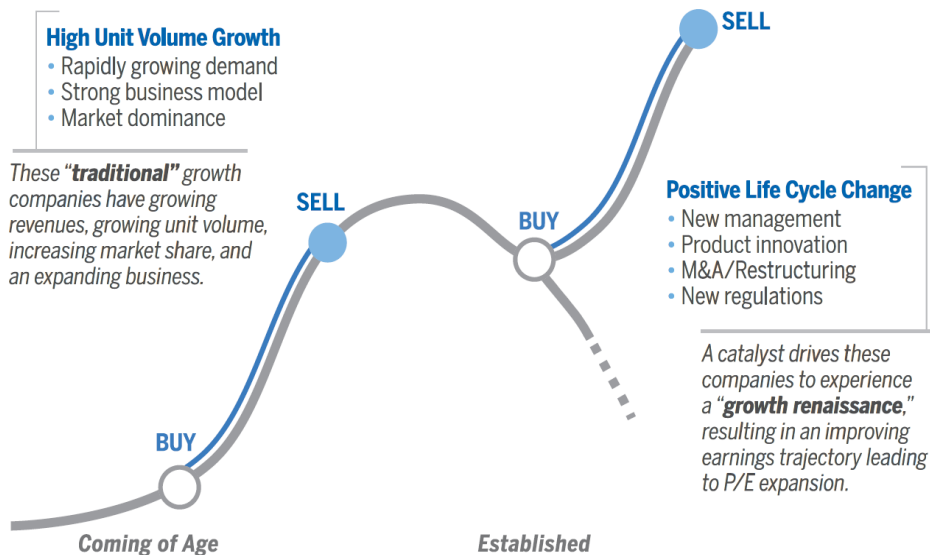 High Unit Volume Growth
• Rapidly growing demand
• Strong business model
• Market dominance
These “traditional” growth
companies have growing
revenues, growing unit volume,
increasing market share, and
an expanding business.
BUY
SELL
BUY
SELL
Positive Life Cycle Change
• New management
• Product innovation
• M&A/Restructuring
• New regulations
A catalyst drives these
companies to experience
a “growth renaissance,”
resulting in an improving
earnings trajectory leading
to P/E expansion.
Coming of Age
Established